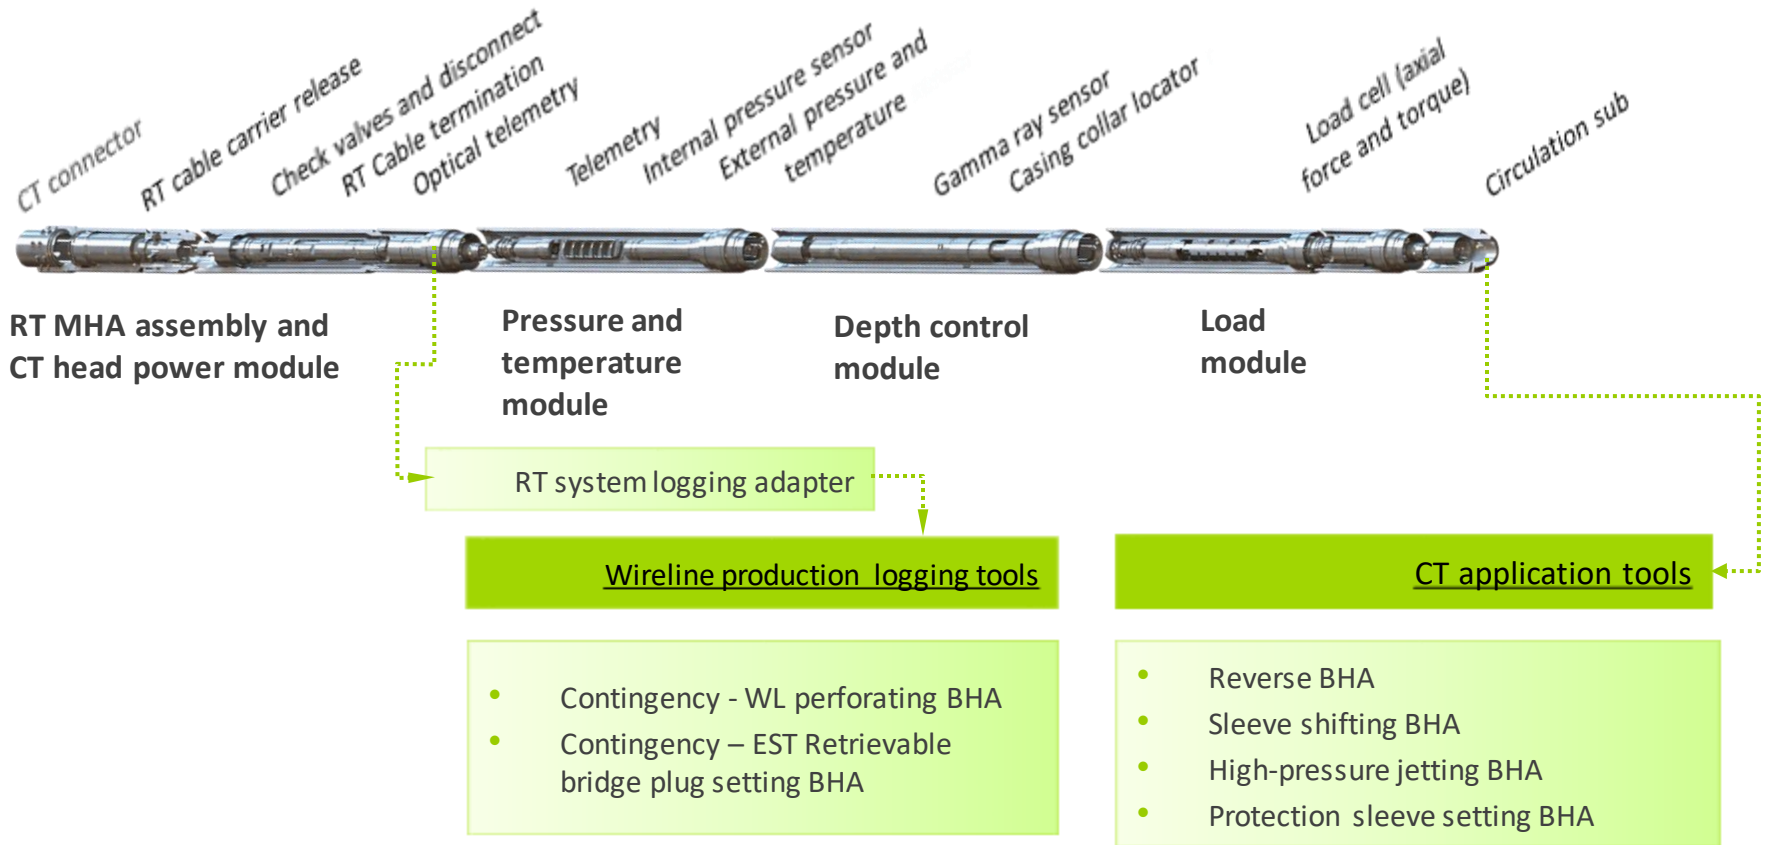 CT connector
RT cable carrier release
Check valves and disconnect
RT Cable termination
Optical telemetry
Telemetry
Internal pressure sensor
External pressure and
temperature
Gamma ray sensor
Casing collar locator
Load cell (axial
force and torque)
Circulation sub
RT MHA assembly and
CT head power module
Pressure and
temperature
module
Depth control
module
Load
module
RT system logging adapter
Wireline production logging tools
• Contingency - WL perforating BHA
• Contingency – EST Retrievable
bridge plug setting BHA
CT application tools
• Reverse BHA
• Sleeve shifting BHA
• High-pressure jetting BHA
• Protection sleeve setting BHA